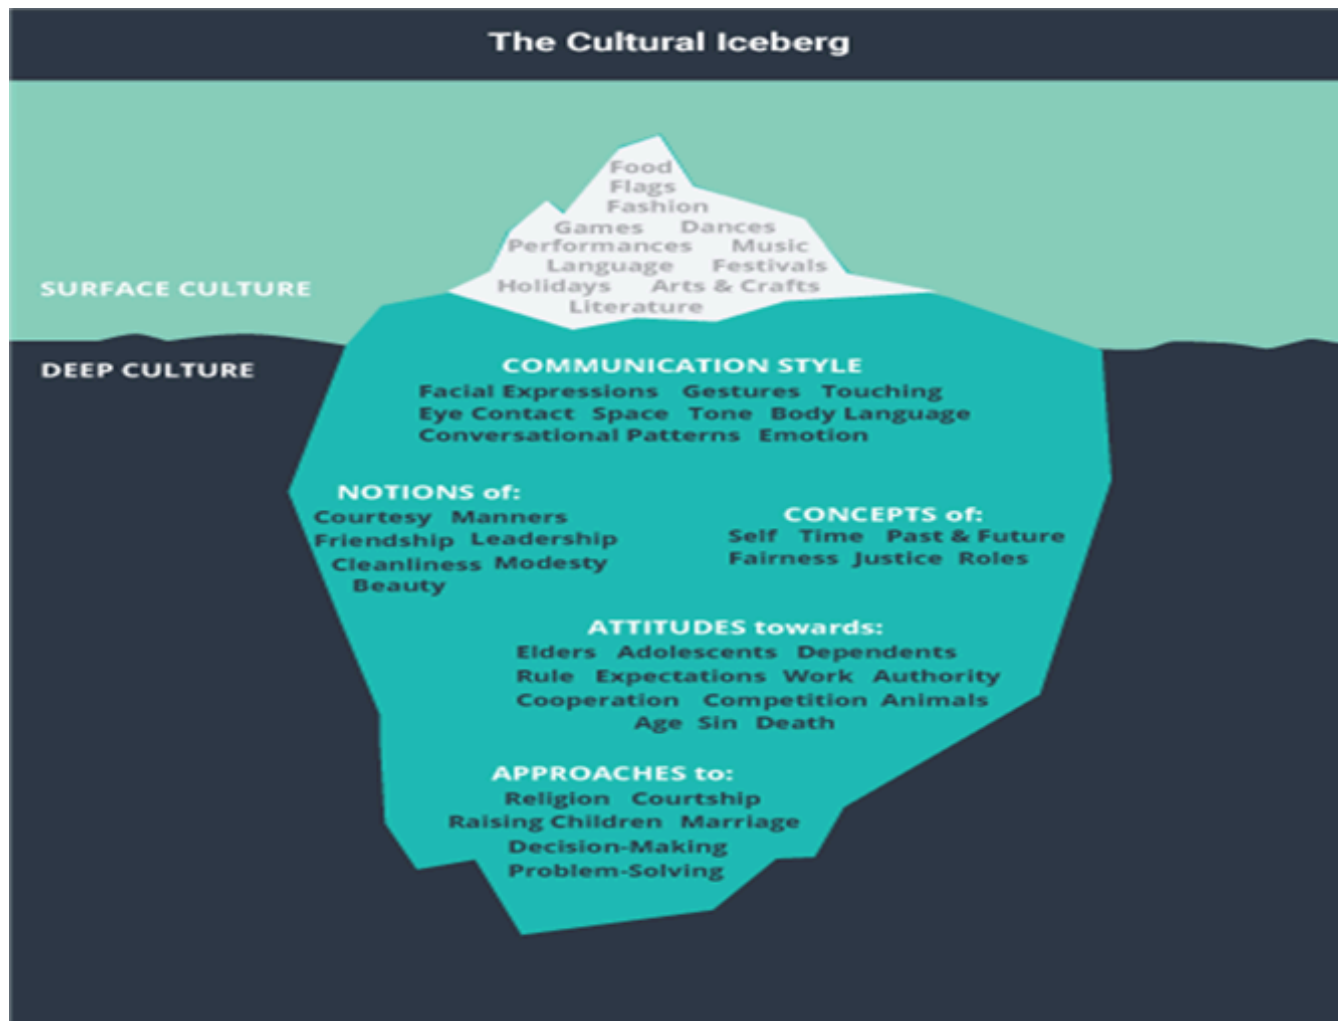 The Cultural Iceberg
Food
Flags
Fashion
Games Dances
Performances Music
Language Festivals
Holidays Arts & Crafts
Literature
SURFACE CULTURE
DEEP CULTURE
COMMUNICATION STYLE
Facial Expressions Gestures Touching
Eye Contact Space Tone Body Language
Conversational Patterns Emotion
NOTIONS of:
Courtesy Manners
Friendship Leadership
Cleanliness Modesty
Beauty
CONCEPTS of:
Self Time Past & Future
Fairness Justice Roles
ATTITUDES towards:
Elders Adolescents Dependents
Rule Expectations Work Authority
Cooperation Competition Animals
Age Sin Death
APPROACHES to:
Religion Courtship
Raising Children Marriage
Decision-Making
Problem-Solving